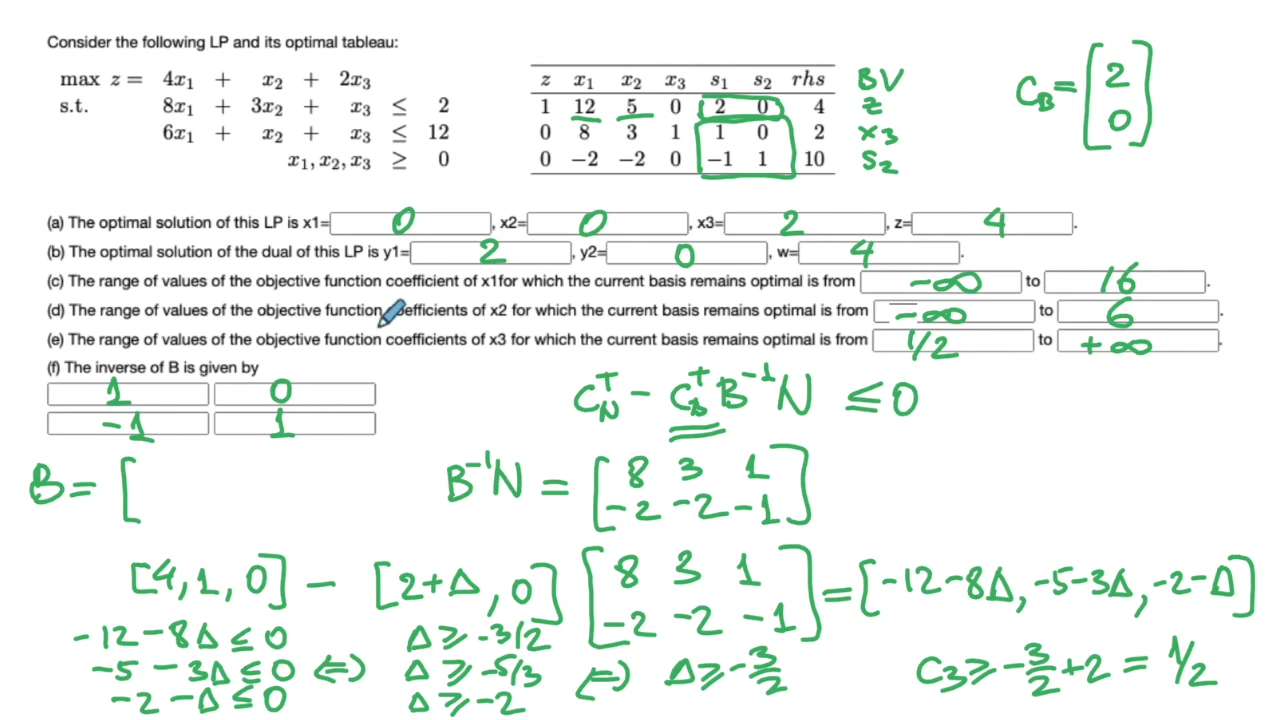 Consider the following LP and its optimal tableau:
max z = 4x₁ + x₂ + 2x₃
s.t. 8x₁ + 3x₂ + x₃ ≤ 2
6x₁ + x₂ + x₃ ≤ 12
x₁, x₂, x₃ ≥ 0
z x₁ x₂ x₃ s₁ s₂ rhs BV
1 12 5 0 2 0 4 z
0 8 3 1 1 0 2 x₃
0 −2 −2 0 −1 1 10 s₂
C_B = [2 0]
(a) The optimal solution of this LP is x1= 0 , x2= 0 , x3= 2 , z= 4 .
(b) The optimal solution of the dual of this LP is y1= 2 , y2= 0 , w= 4 .
(c) The range of values of the objective function coefficient of x1for which the current basis remains optimal is from -∞ to 16 .
(d) The range of values of the objective function coefficients of x2 for which the current basis remains optimal is from -∞ to 6 .
(e) The range of values of the objective function coefficients of x3 for which the current basis remains optimal is from 1/2 to +∞ .
(f) The inverse of B is given by
1 0
-1 1
C_N^T - C_B^T B⁻¹N ≤ 0
B = [
B⁻¹N = [8 3 1
-2 -2 -1]
[4, 1, 0] - [2+Δ, 0] [8 3 1
-2 -2 -1] = [-12-8Δ, -5-3Δ, -2-Δ]
-12-8Δ ≤ 0 Δ ≥ -3/2
-5-3Δ ≤ 0 ⇔ Δ ≥ -5/3 ⇔ Δ ≥ -3/2 C₃ ≥ -3/2 + 2 = 1/2
-2-Δ ≤ 0 Δ ≥ -2